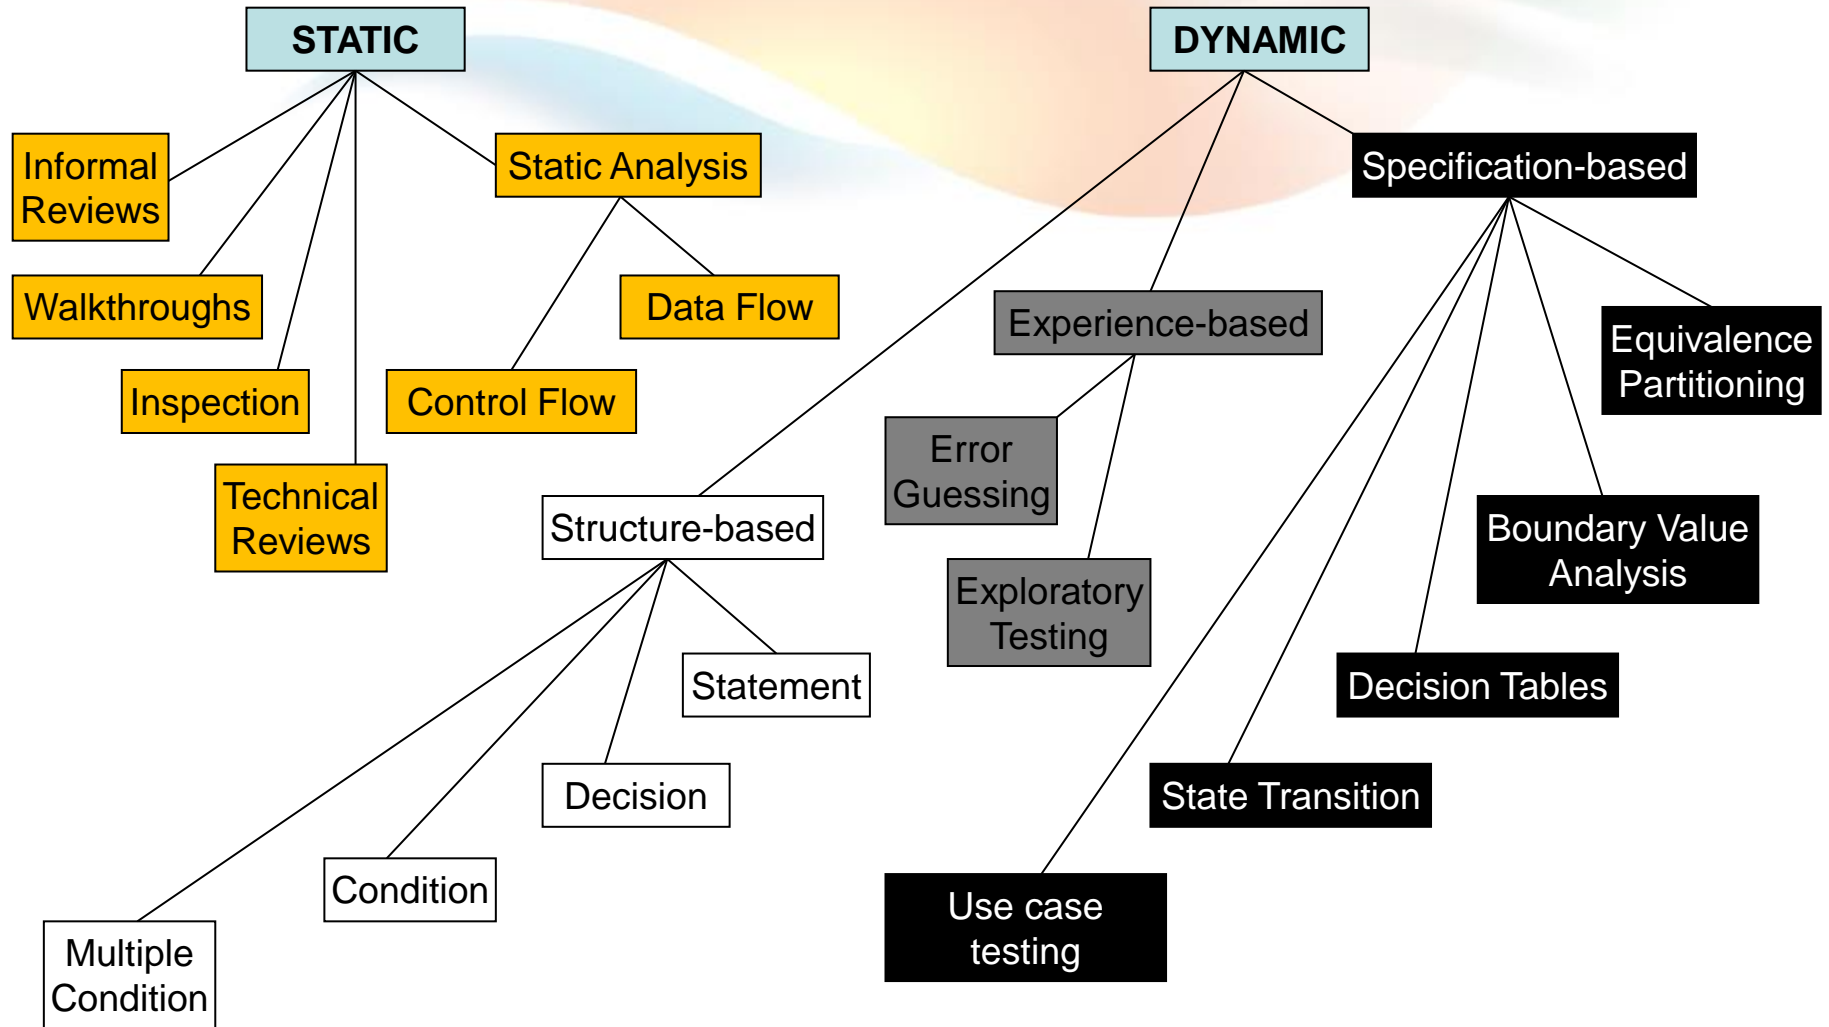 STATIC
DYNAMIC
Informal
Reviews
Static Analysis
Specification-based
Walkthroughs
Data Flow
Experience-based
Equivalence
Partitioning
Inspection
Control Flow
Error
Guessing
Technical
Reviews
Structure-based
Boundary Value
Analysis
Exploratory
Testing
Statement
Decision Tables
Decision
State Transition
Condition
Use case
testing
Multiple
Condition